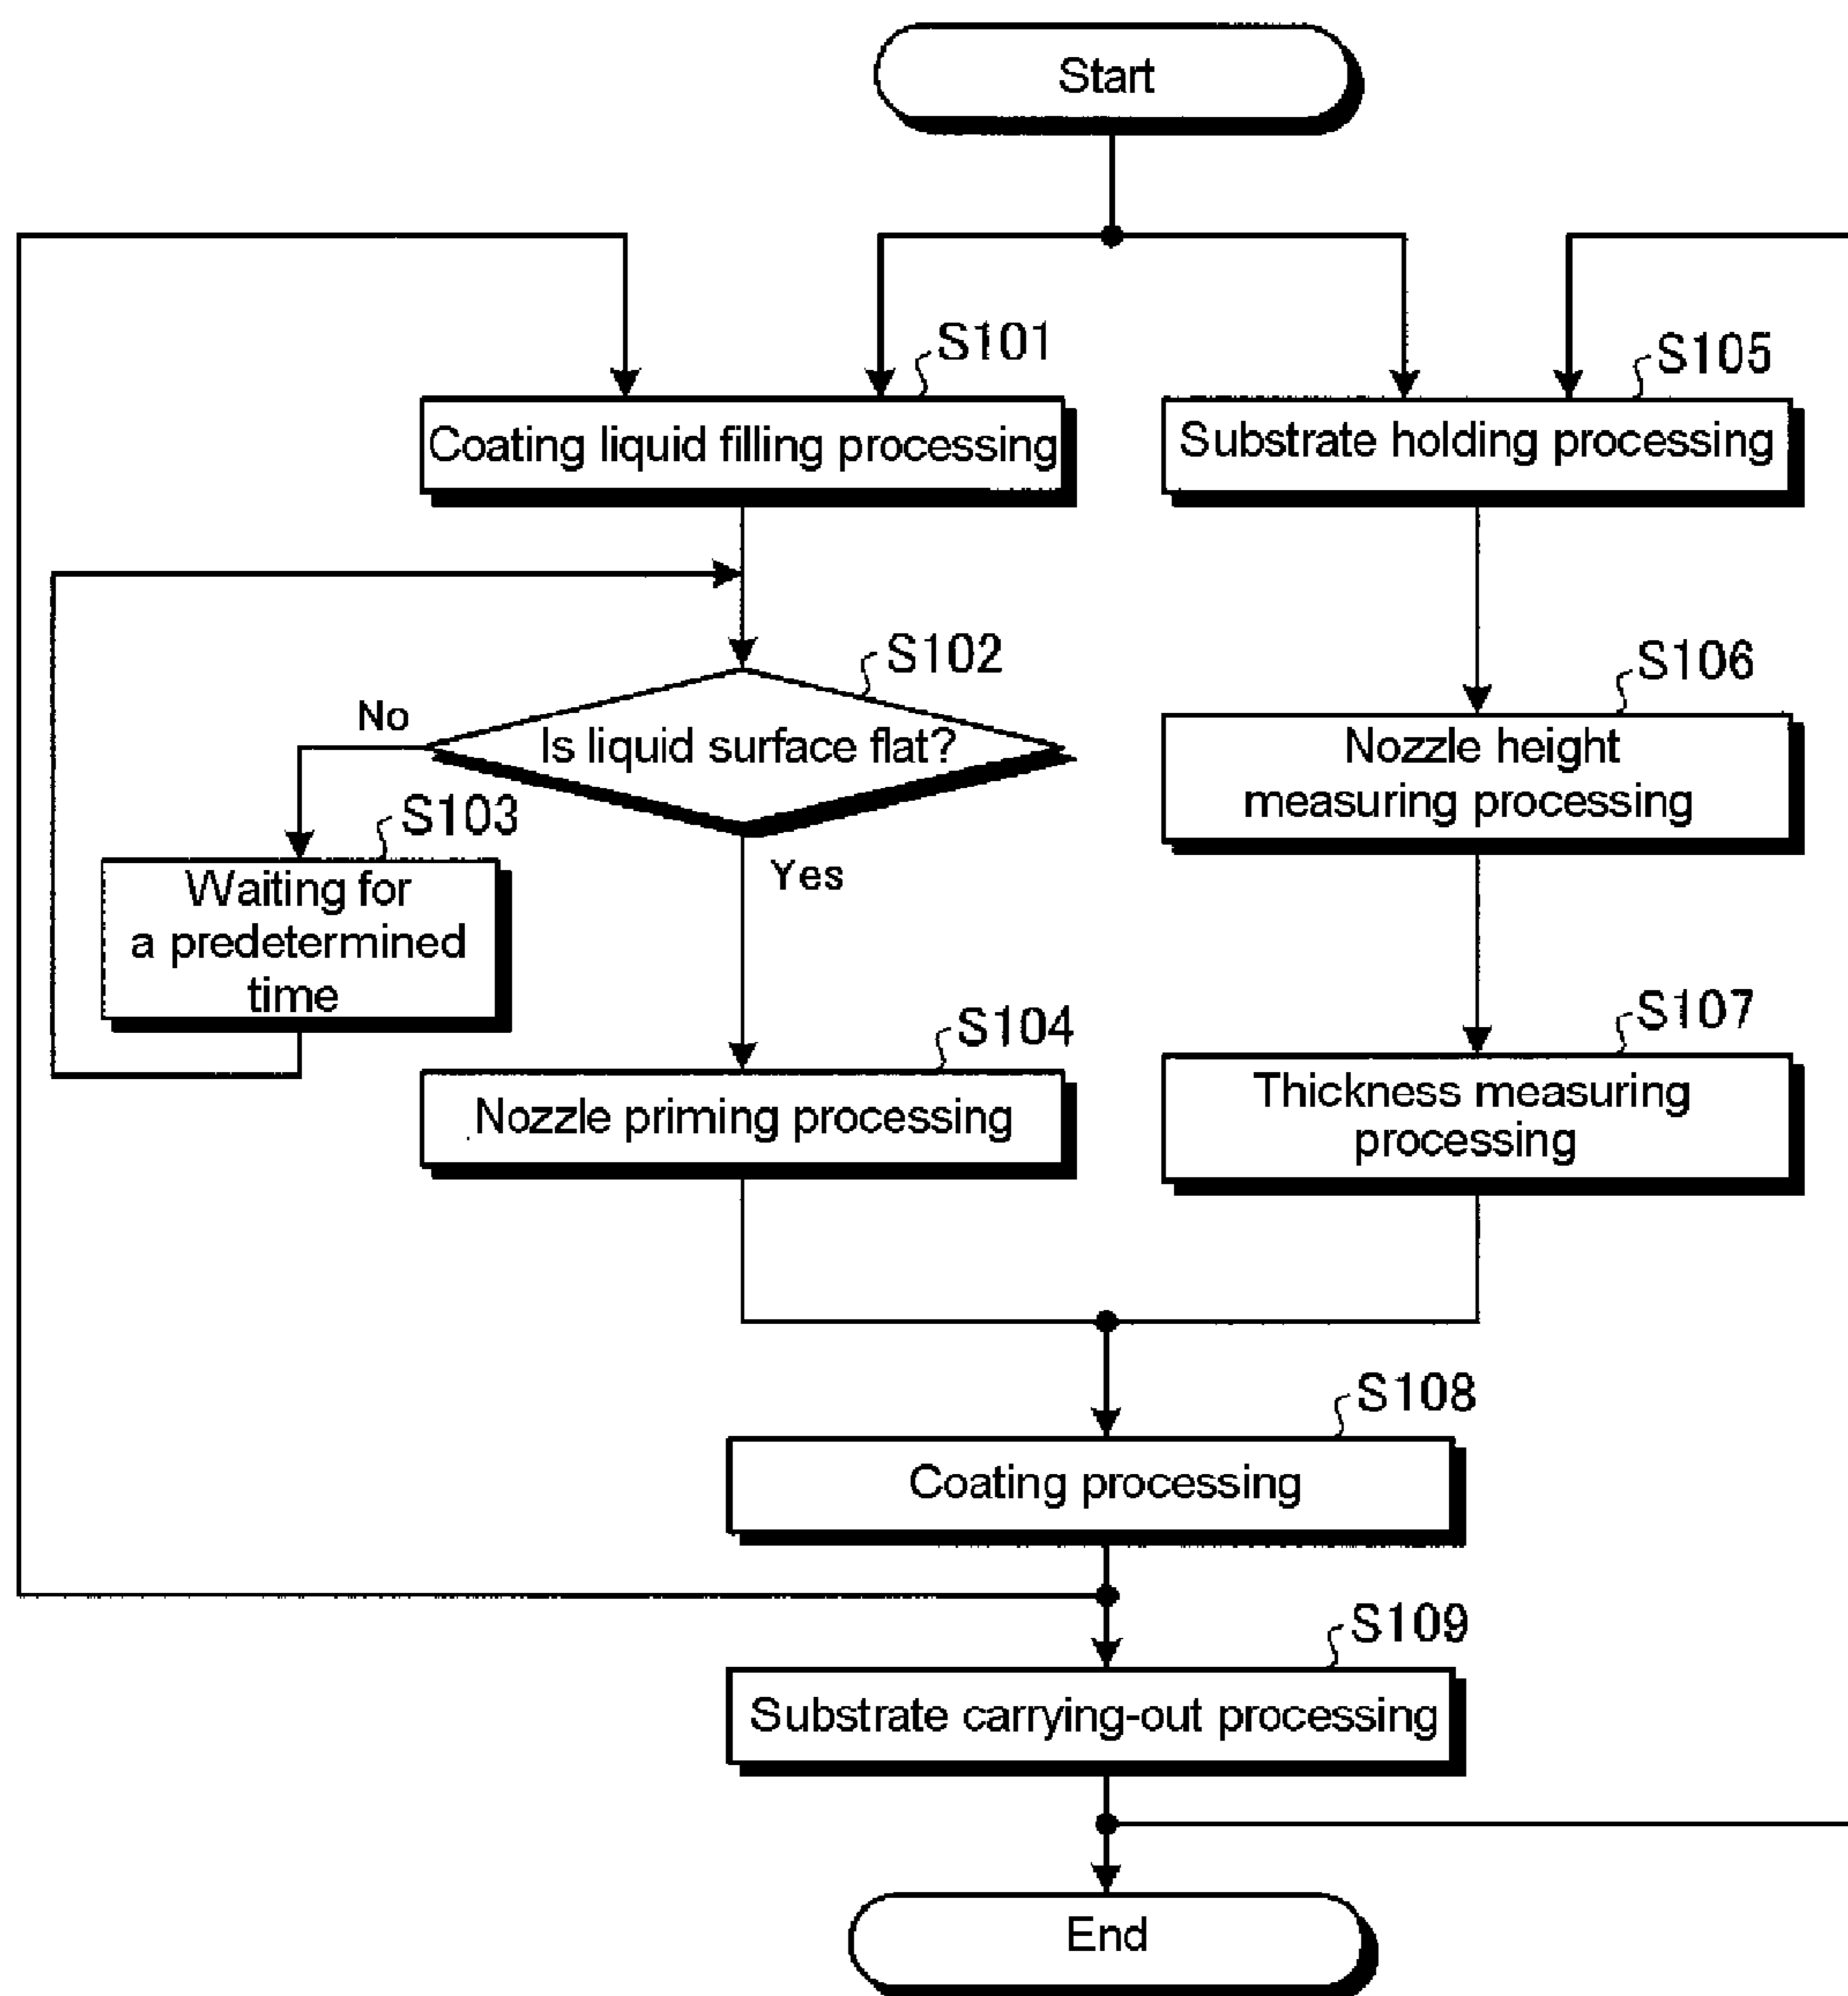 Start
S101
Coating liquid filling processing
S105
Substrate holding processing
S102
Is liquid surface flat?
No
Yes
S103
Waiting for
a predetermined
time
S104
Nozzle priming processing
S106
Nozzle height
measuring processing
S107
Thickness measuring
processing
S108
Coating processing
S109
Substrate carrying-out processing
End